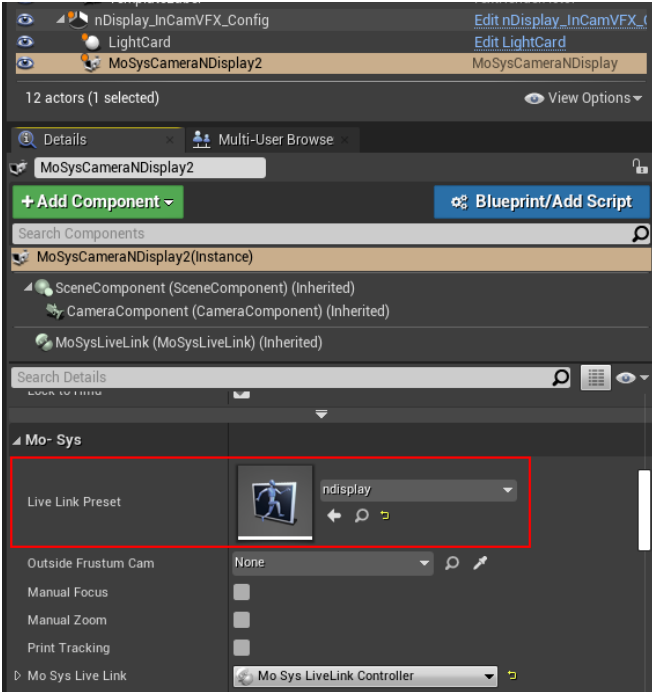 nDisplay_InCamVFX_Config Edit nDisplay_InCamVFX_
LightCard Edit LightCard
MoSysCameraNDisplay2 MoSysCameraNDisplay
12 actors (1 selected) View Options
Details Multi-User Browse
MoSysCameraNDisplay2
+Add Component Blueprint/Add Script
Search Components
MoSysCameraNDisplay2(Instance)
SceneComponent (SceneComponent) (Inherited)
CameraComponent (CameraComponent) (Inherited)
MoSysLiveLink (MoSysLiveLink) (Inherited)
Search Details
Lock to Hmd
Mo- Sys
Live Link Preset ndisplay
Outside Frustum Cam None
Manual Focus
Manual Zoom
Print Tracking
Mo Sys Live Link Mo Sys LiveLink Controller